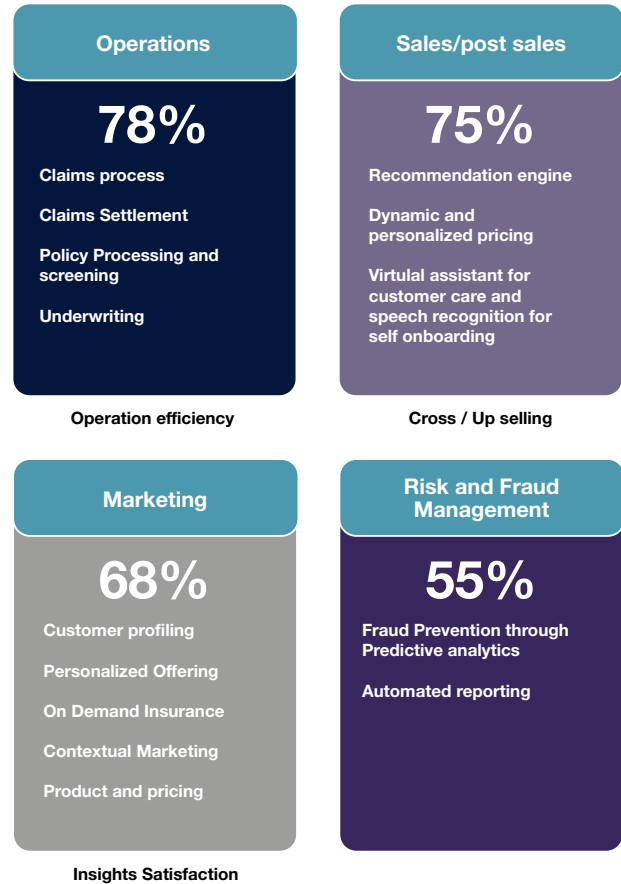 Operations
78%
Claims process
Claims Settlement
Policy Processing and
screening
Underwriting
Operation efficiency
Sales/post sales
75%
Recommendation engine
Dynamic and
personalized pricing
Virtulal assistant for
customer care and
speech recognition for
self onboarding
Cross / Up selling
Marketing
68%
Customer profiling
Personalized Offering
On Demand Insurance
Contextual Marketing
Product and pricing
Insights Satisfaction
Risk and Fraud
Management
55%
Fraud Prevention through
Predictive analytics
Automated reporting